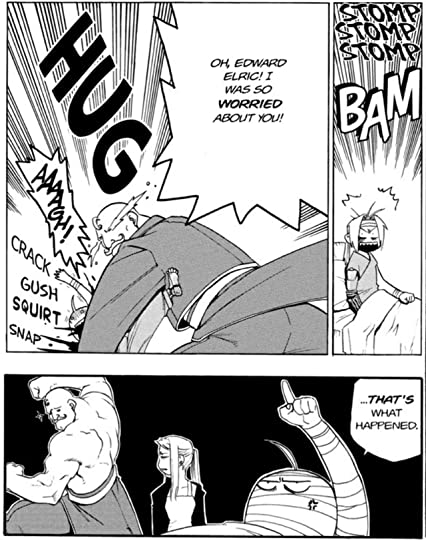 STOMP
STOMP
STOMP
BAM
OH, EDWARD
ELRIC! I
WAS SO
WORRIED
ABOUT YOU!
HUG
AAAGH!
CRACK
GUSH
SQUIRT
SNAP
...THAT'S
WHAT
HAPPENED.